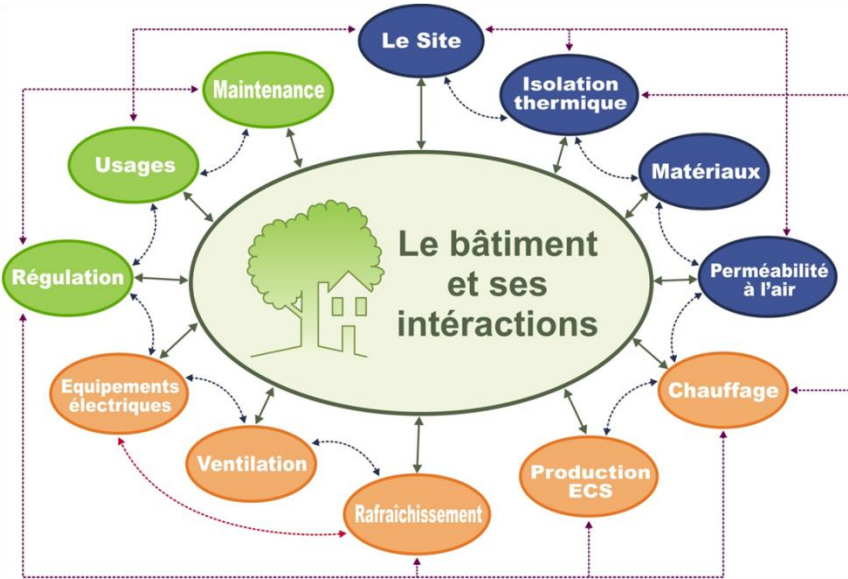 Le Site
Isolation
thermique
Matériaux
Perméabilité
à l'air
Chauffage
Production
ECS
Rafraîchissement
Ventilation
Equipements
électriques
Régulation
Usages
Maintenance
Le bâtiment
et ses
intéractions